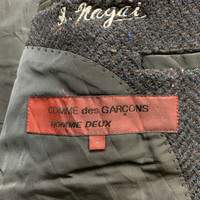 J. Nagai
COMME des GARÇONS
HOMME DEUX